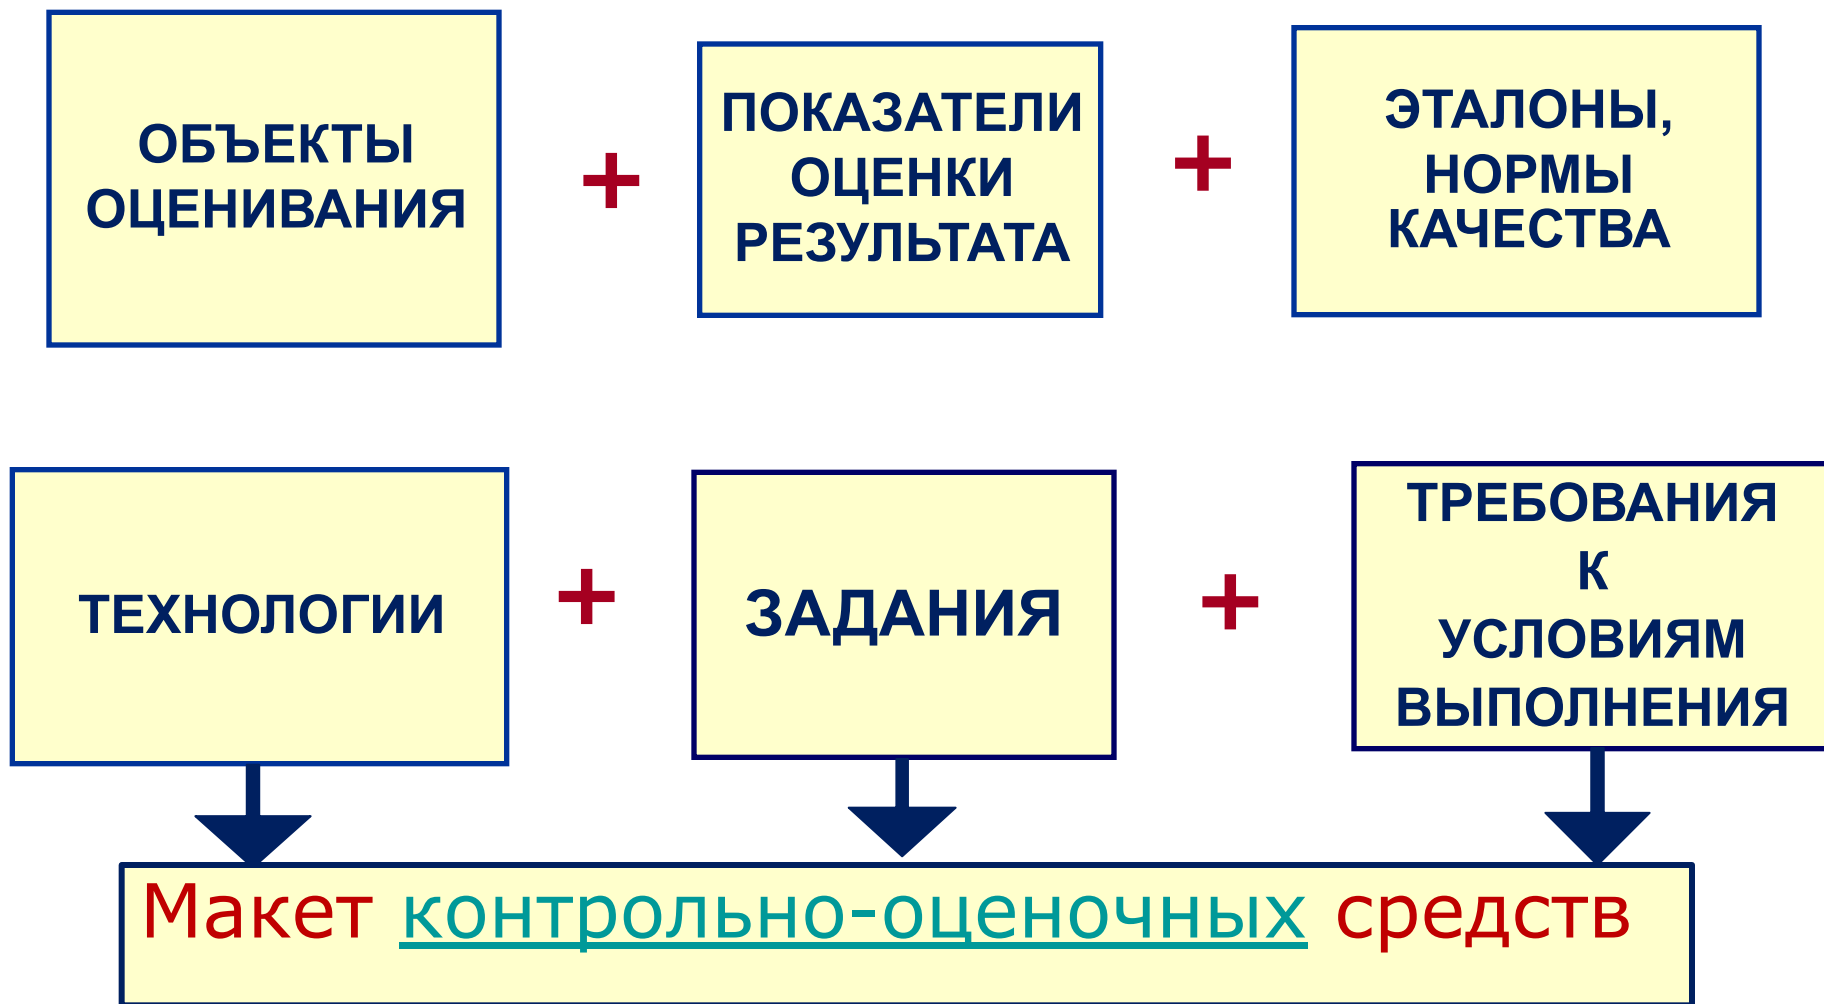 ОБЪЕКТЫ
ОЦЕНИВАНИЯ
+
ПОКАЗАТЕЛИ
ОЦЕНКИ
РЕЗУЛЬТАТА
+
ЭТАЛОНЫ,
НОРМЫ
КАЧЕСТВА
ТЕХНОЛОГИИ
+
ЗАДАНИЯ
+
ТРЕБОВАНИЯ
К
УСЛОВИЯМ
ВЫПОЛНЕНИЯ
Макет контрольно-оценочных средств